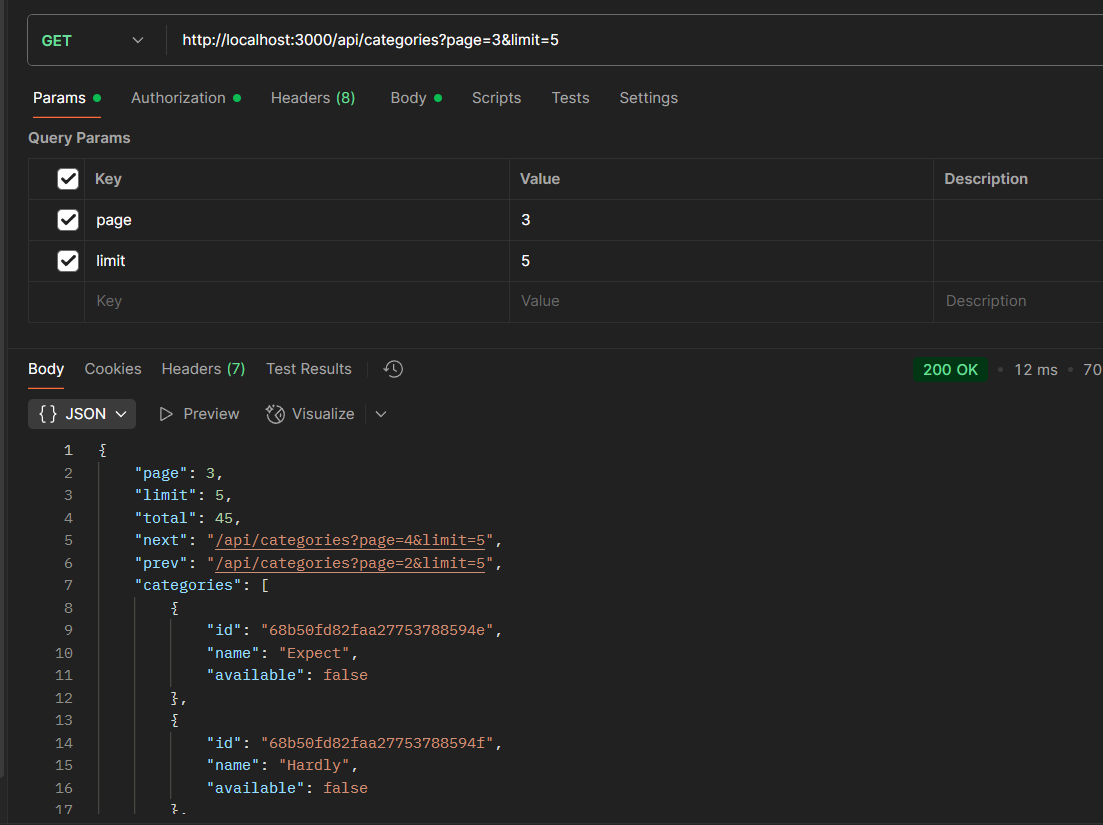 GET http://localhost:3000/api/categories?page=3&limit=5
Params Authorization Headers (8) Body Scripts Tests Settings
Query Params
Key Value Description
page 3
limit 5
Key Value Description
Body Cookies Headers (7) Test Results 200 OK 12 ms 70
{} JSON Preview Visualize
1 {
2 "page": 3,
3 "limit": 5,
4 "total": 45,
5 "next": "/api/categories?page=4&limit=5",
6 "prev": "/api/categories?page=2&limit=5",
7 "categories": [
8 {
9 "id": "68b50fd82faa27753788594e",
10 "name": "Expect",
11 "available": false
12 },
13 {
14 "id": "68b50fd82faa27753788594f",
15 "name": "Hardly",
16 "available": false
17 },